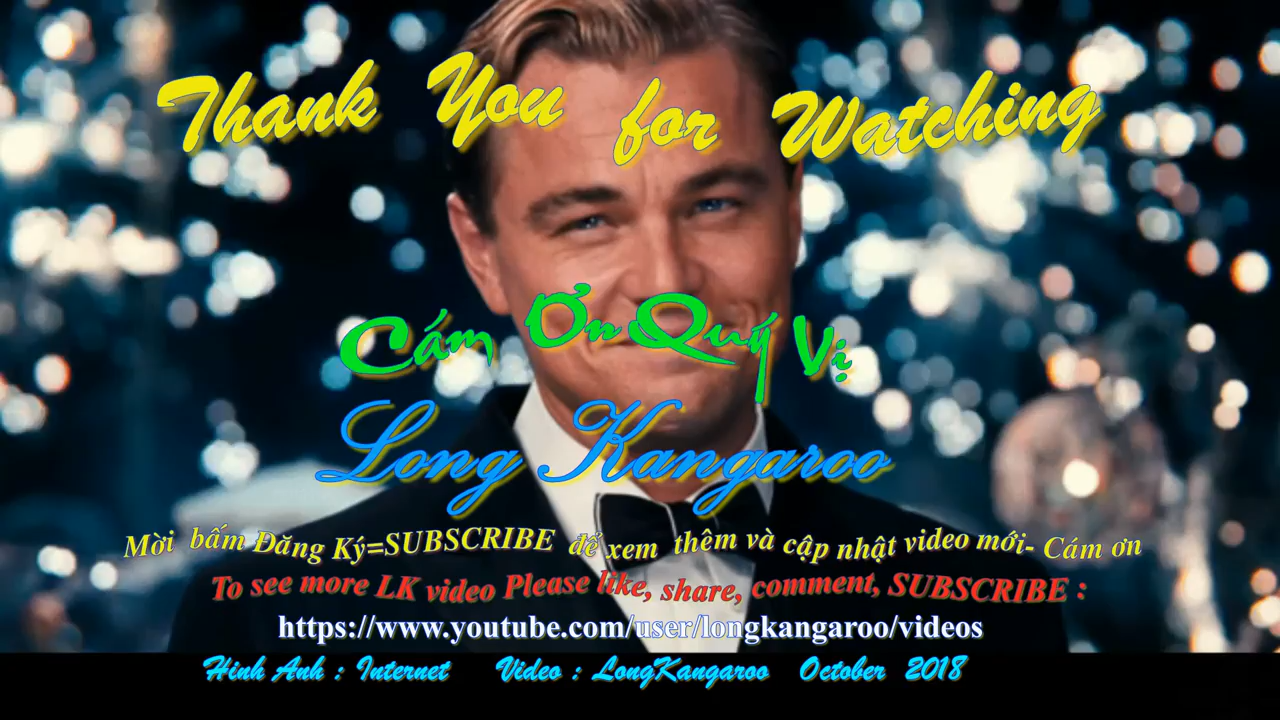 Thank You for Watching
Cám Ơn Quý Vị
Long Kangaroo
Mời bấm Đăng Ký=SUBSCRIBE để xem thêm và cập nhật video mới- Cám ơn
To see more LK video Please like, share, comment, SUBSCRIBE :
https://www.youtube.com/user/longkangaroo/videos
Hinh Anh : Internet Video : LongKangaroo October 2018